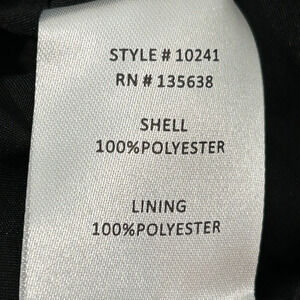 STYLE # 10241
RN # 135638
SHELL
100%POLYESTER
LINING
100%POLYESTER